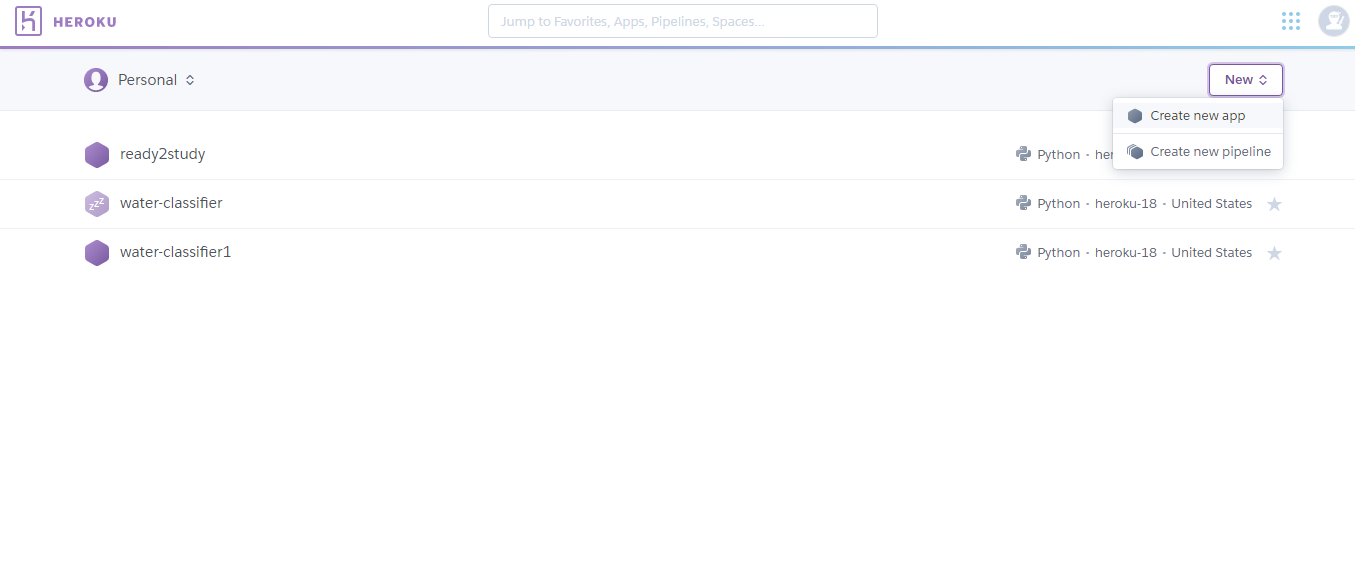 HEROKU
Jump to Favorites, Apps, Pipelines, Spaces...
Personal
New
Create new app
Create new pipeline
ready2study
Python ·
zzz
water-classifier
Python · heroku-18 · United States
water-classifier1
Python · heroku-18 · United States